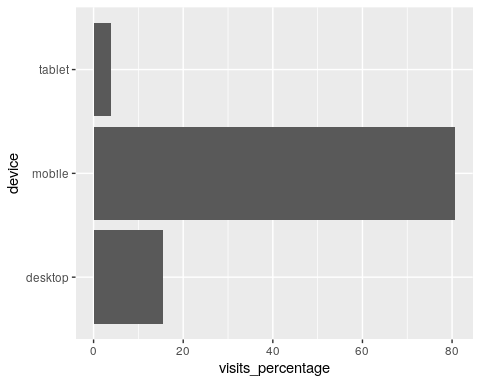 tablet
mobile
desktop
device
0 20 40 60 80
visits_percentage